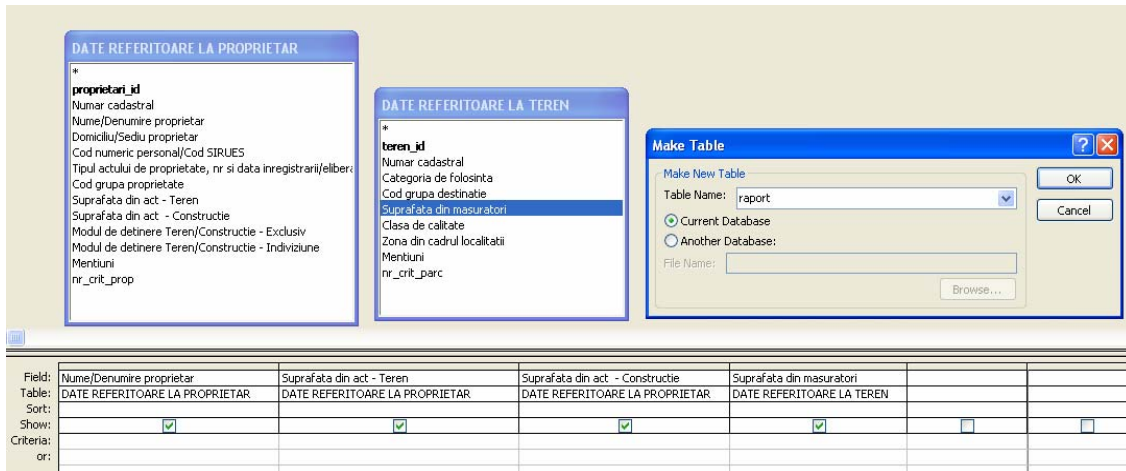 DATE REFERITOARE LA PROPRIETAR
*
proprietari_id
Numar cadastral
Nume/Denumire proprietar
Domiciliu/Sediu proprietar
Cod numeric personal/Cod SIRUES
Tipul actului de proprietate, nr si data inregistrarii/elibera
Cod grupa proprietate
Suprafata din act - Teren
Suprafata din act  - Constructie
Modul de detinere Teren/Constructie - Exclusiv
Modul de detinere Teren/Constructie - Indiviziune
Mentiuni
nr_crit_prop
DATE REFERITOARE LA TEREN
*
teren_id
Numar cadastral
Categoria de folosinta
Cod grupa destinatie
Suprafata din masuratori
Clasa de calitate
Zona din cadrul localitatii
Mentiuni
nr_crit_parc
Make Table
Make New Table
Table Name: raport
Current Database
Another Database:
File Name:
Browse...
OK
Cancel
Field: Nume/Denumire proprietar Suprafata din act - Teren Suprafata din act  - Constructie Suprafata din masuratori
Table: DATE REFERITOARE LA PROPRIETAR DATE REFERITOARE LA PROPRIETAR DATE REFERITOARE LA PROPRIETAR DATE REFERITOARE LA TEREN
Sort:
Show:
Criteria:
or: